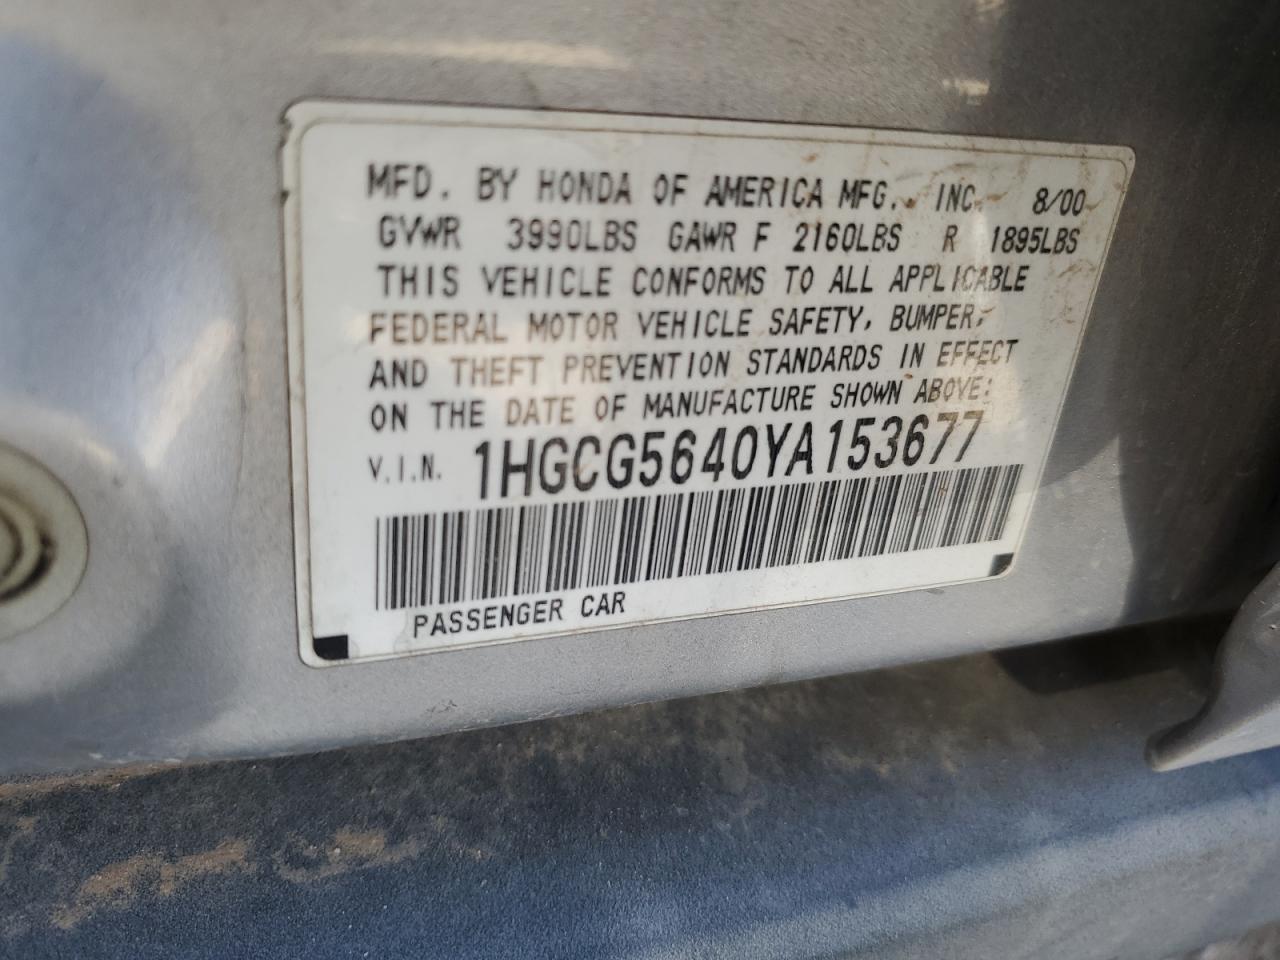 MFD. BY HONDA OF AMERICA MFG., INC. 8/00
GVWR 3990LBS GAWR F 2160LBS R 1895LBS
THIS VEHICLE CONFORMS TO ALL APPLICABLE
FEDERAL MOTOR VEHICLE SAFETY, BUMPER,
AND THEFT PREVENTION STANDARDS IN EFFECT
ON THE DATE OF MANUFACTURE SHOWN ABOVE:
V.I.N. 1HGCG5640YA153677
PASSENGER CAR